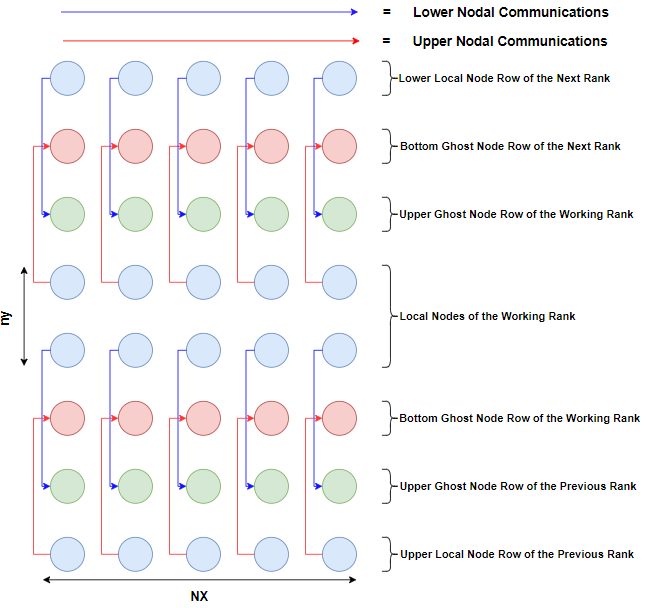 = Lower Nodal Communications
= Upper Nodal Communications
Lower Local Node Row of the Next Rank
Bottom Ghost Node Row of the Next Rank
Upper Ghost Node Row of the Working Rank
Local Nodes of the Working Rank
ny
Bottom Ghost Node Row of the Working Rank
Upper Ghost Node Row of the Previous Rank
Upper Local Node Row of the Previous Rank
NX